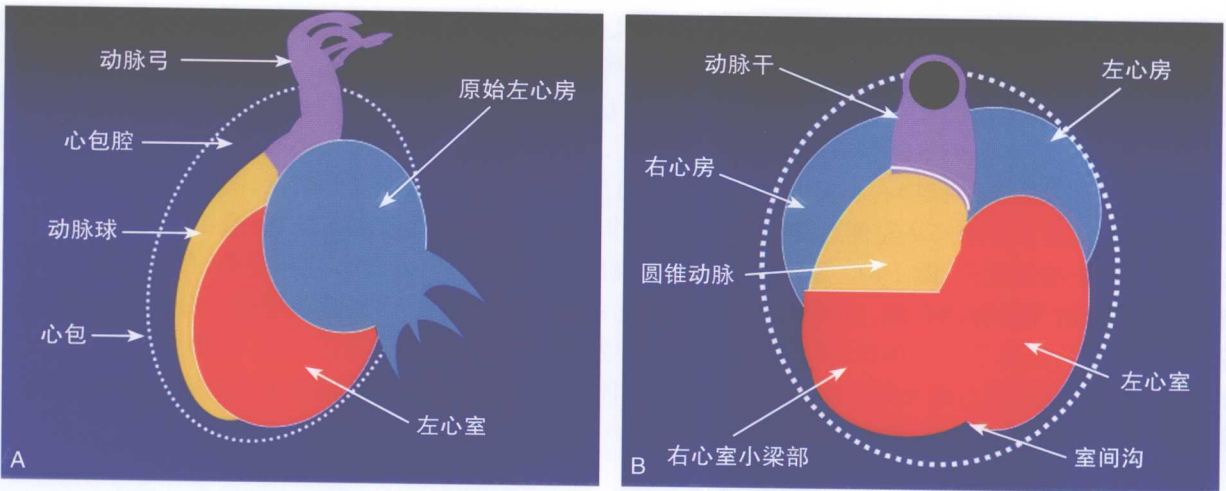 动脉弓
原始左心房
心包腔
动脉球
心包
左心室
A
动脉干
左心房
右心房
圆锥动脉
左心室
右心室小梁部
室间沟
B